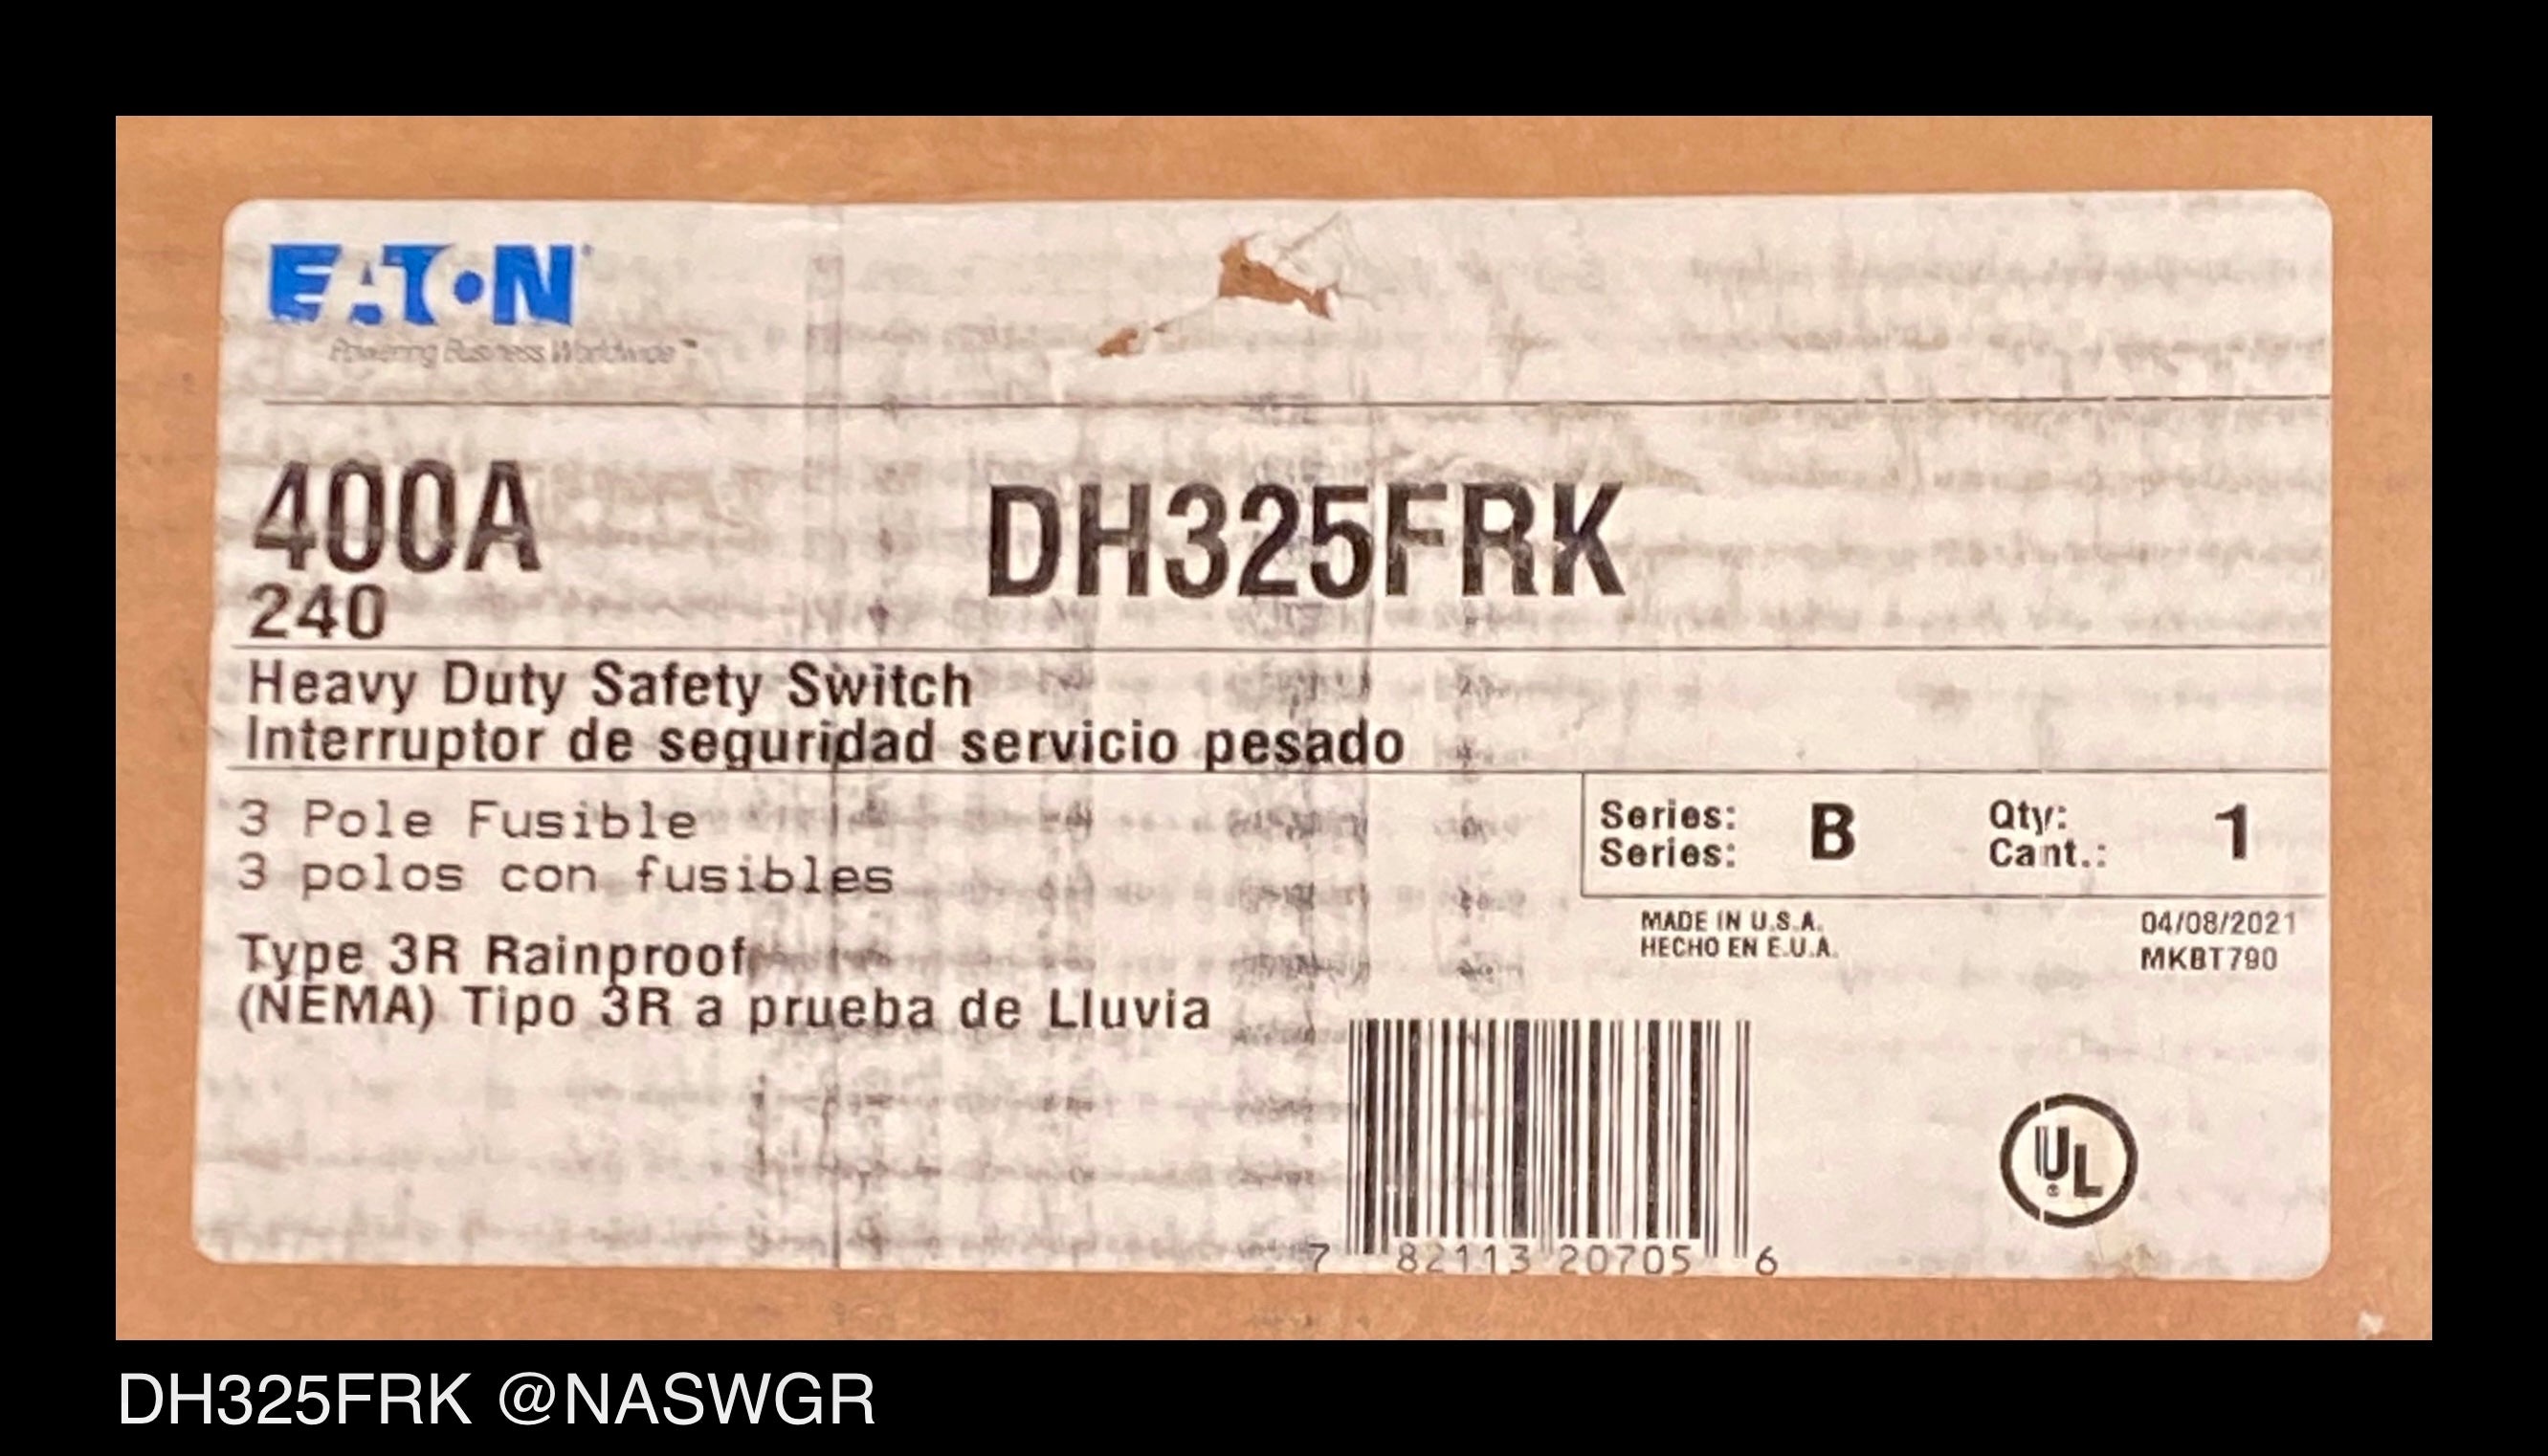 EATON
Powering Business Worldwide™
400A
DH325FRK
240
Heavy Duty Safety Switch
Interruptor de seguridad servicio pesado
3 Pole Fusible
3 polos con fusibles
Series: B Qty: 1
Series: Cant.:
MADE IN U.S.A. 04/08/2021
HECHO EN E.U.A. MKBT790
Type 3R Rainproof
(NEMA) Tipo 3R a prueba de Lluvia
7 82113 20705 6
UL
®
DH325FRK @NASWGR